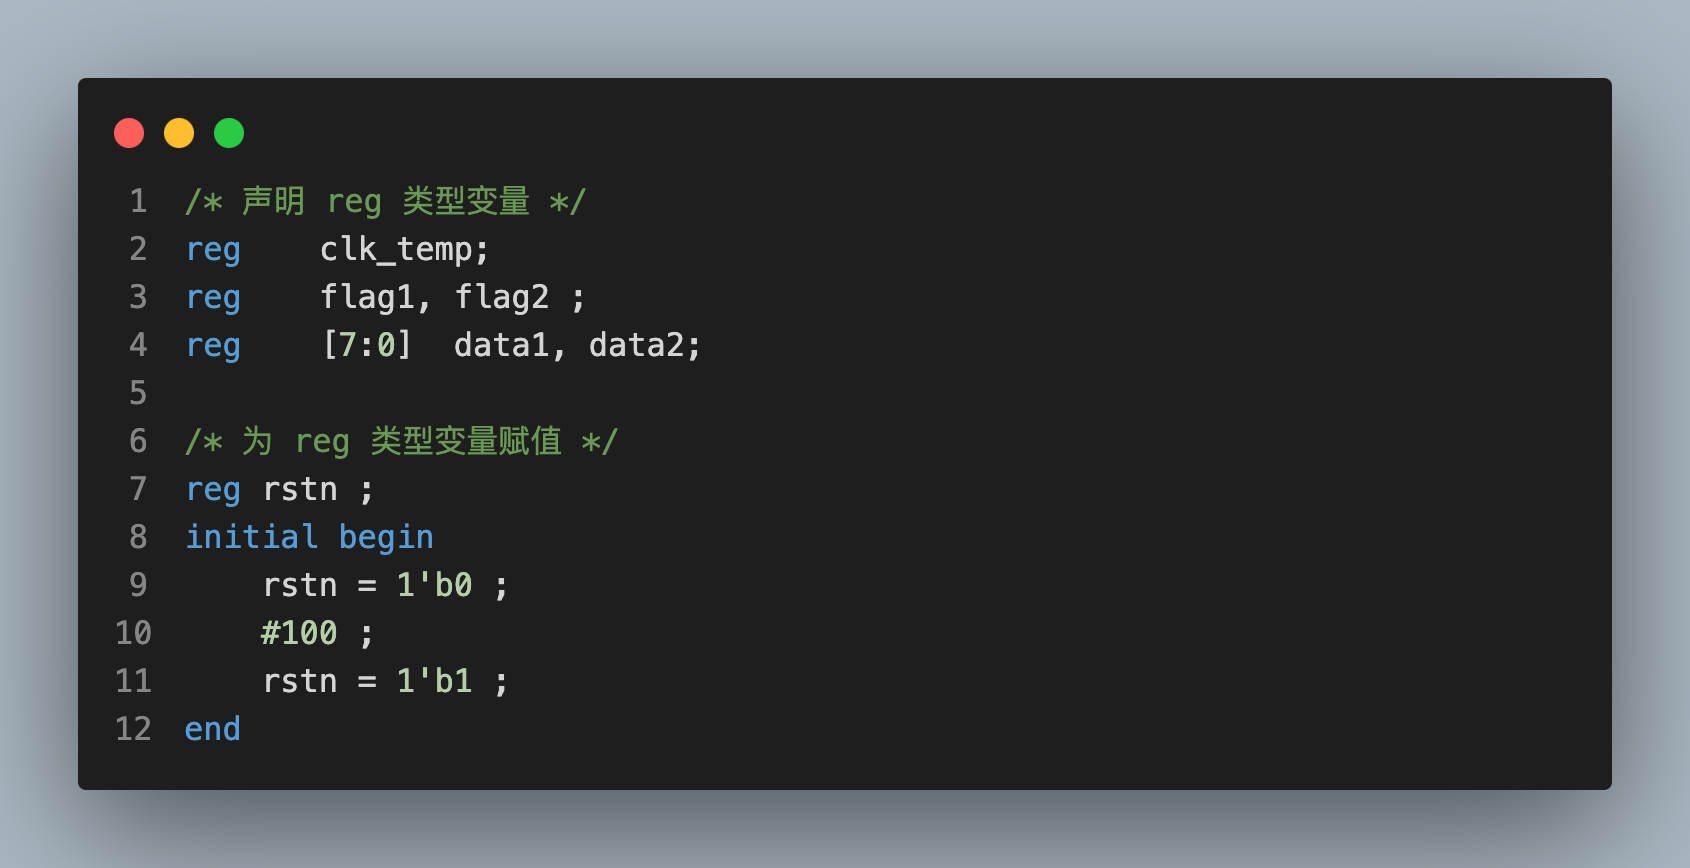 1 /* 声明 reg 类型变量 */
2 reg    clk_temp;
3 reg    flag1, flag2 ;
4 reg    [7:0]  data1, data2;
5
6 /* 为 reg 类型变量赋值 */
7 reg rstn ;
8 initial begin
9     rstn = 1'b0 ;
10     #100 ;
11     rstn = 1'b1 ;
12 end